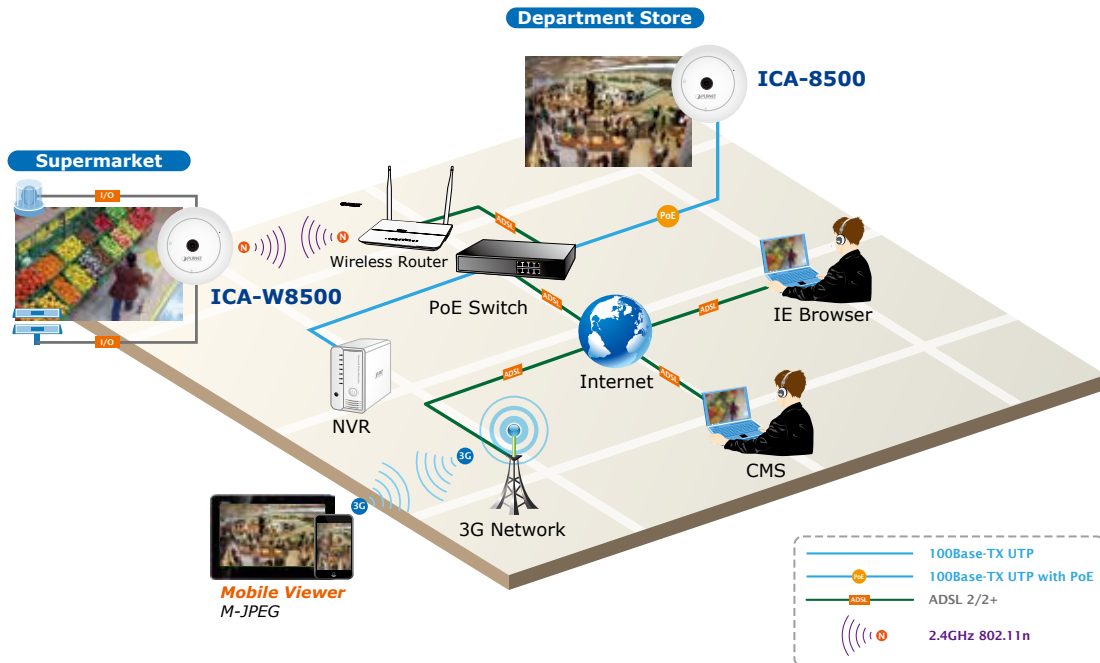 Department Store
ICA-8500
PLANET
Supermarket
I/O
N
N
ADSL
PoE
Wireless Router
PLANET
ICA-W8500
PoE Switch
ADSL
ADSL
IE Browser
I/O
Internet
ADSL
ADSL
NVR
CMS
3G
3G
3G Network
Mobile Viewer
M-JPEG
100Base-TX UTP
PoE
100Base-TX UTP with PoE
ADSL
ADSL 2/2+
N
2.4GHz 802.11n